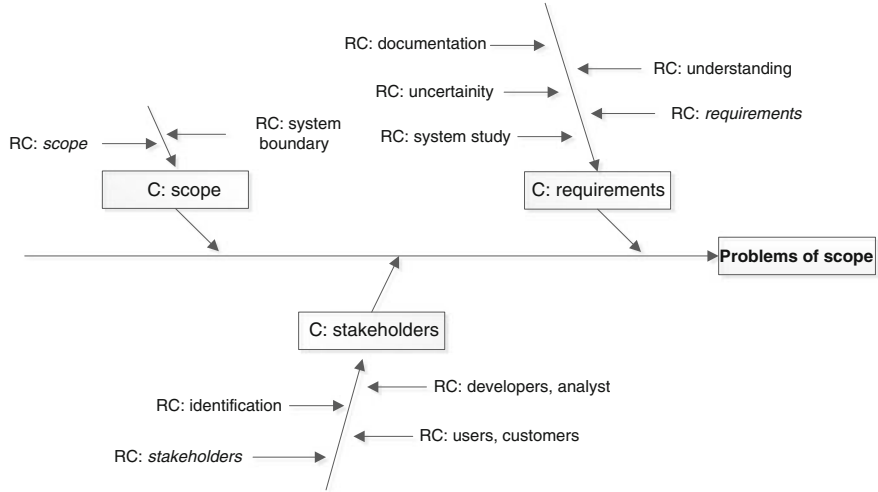 RC: documentation
RC: understanding
RC: uncertainity
RC: requirements
RC: system
boundary
RC: scope
RC: system study
C: scope
C: requirements
Problems of scope
C: stakeholders
RC: developers, analyst
RC: identification
RC: users, customers
RC: stakeholders